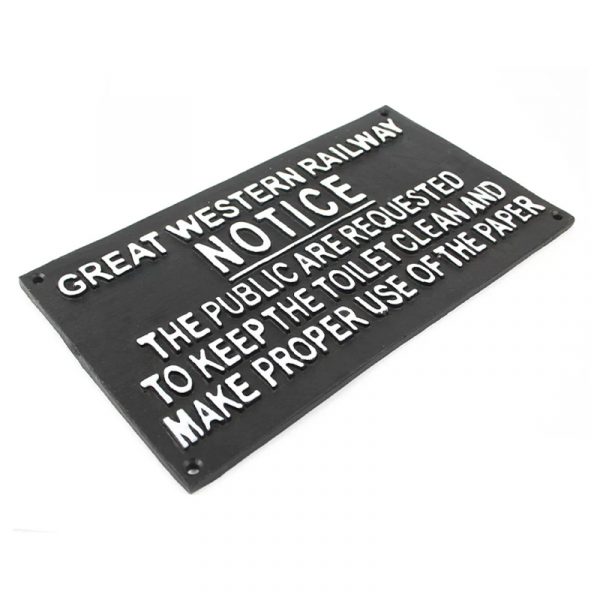 GREAT WESTERN RAILWAY
NOTICE
THE PUBLIC ARE REQUESTED
TO KEEP THE TOILET CLEAN AND
MAKE PROPER USE OF THE PAPER